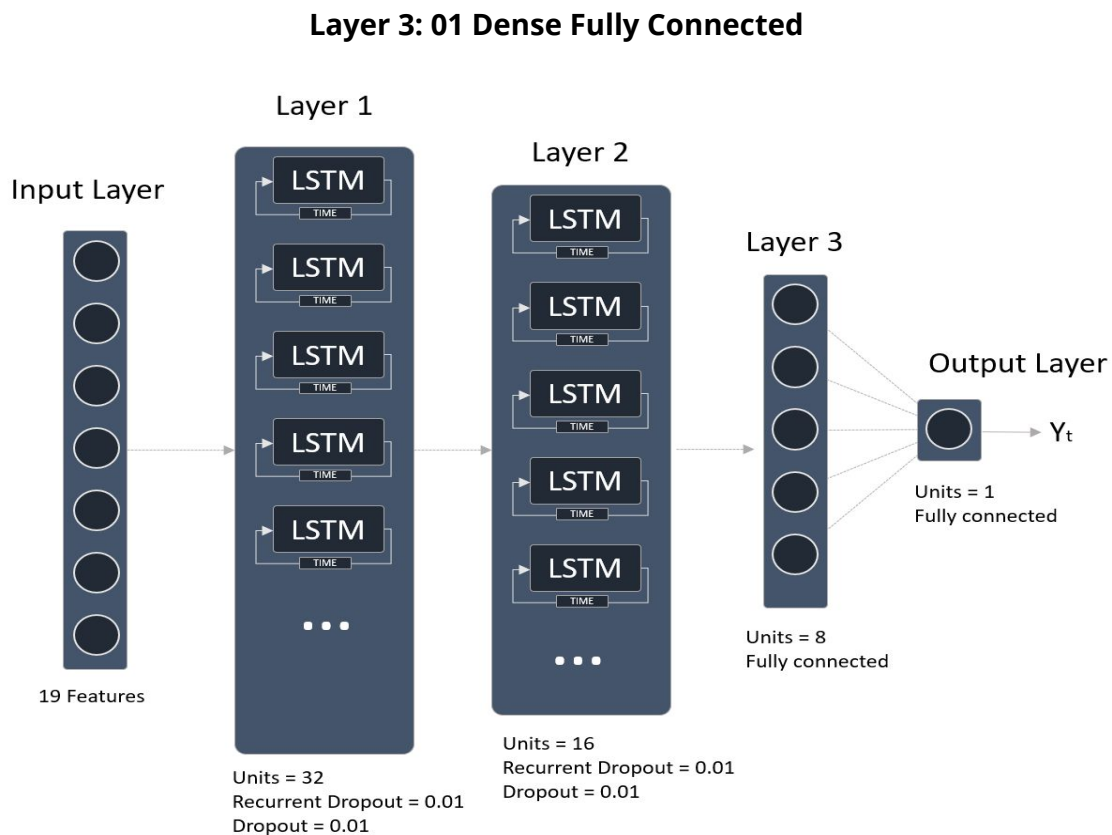 Layer 3: 01 Dense Fully Connected
Input Layer
19 Features
Layer 1
LSTM
TIME
LSTM
TIME
LSTM
TIME
LSTM
TIME
LSTM
TIME
Units = 32
Recurrent Dropout = 0.01
Dropout = 0.01
Layer 2
LSTM
TIME
LSTM
TIME
LSTM
TIME
LSTM
TIME
LSTM
TIME
Units = 16
Recurrent Dropout = 0.01
Dropout = 0.01
Layer 3
Units = 8
Fully connected
Output Layer
Yₜ
Units = 1
Fully connected